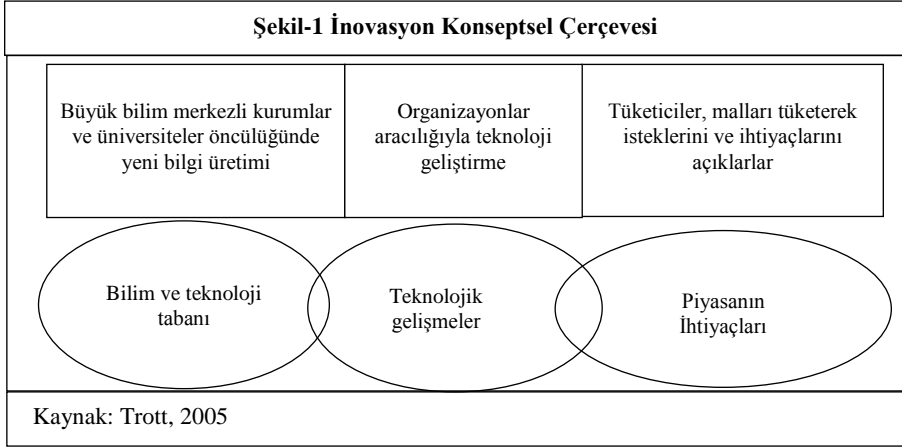 Şekil-1 İnovasyon Konseptsel Çerçevesi
Büyük bilim merkezli kurumlar
ve üniversiteler öncülüğünde
yeni bilgi üretimi
Organizayonlar
aracılığıyla teknoloji
geliştirme
Tüketiciler, malları tüketerek
isteklerini ve ihtiyaçlarını
açıklarlar
Bilim ve teknoloji
tabanı
Teknolojik
gelişmeler
Piyasanın
İhtiyaçları
Kaynak: Trott, 2005